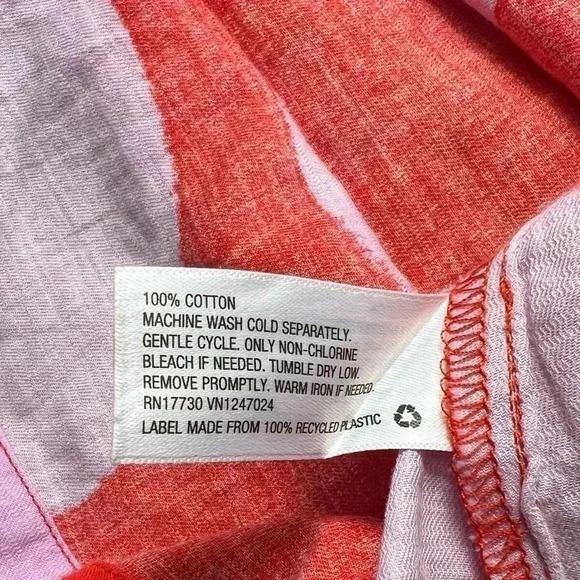 100% COTTON
MACHINE WASH COLD SEPARATELY.
GENTLE CYCLE. ONLY NON-CHLORINE
BLEACH IF NEEDED. TUMBLE DRY LOW.
REMOVE PROMPTLY. WARM IRON IF NEEDED.
RN17730 VN1247024
LABEL MADE FROM 100% RECYCLED PLASTIC